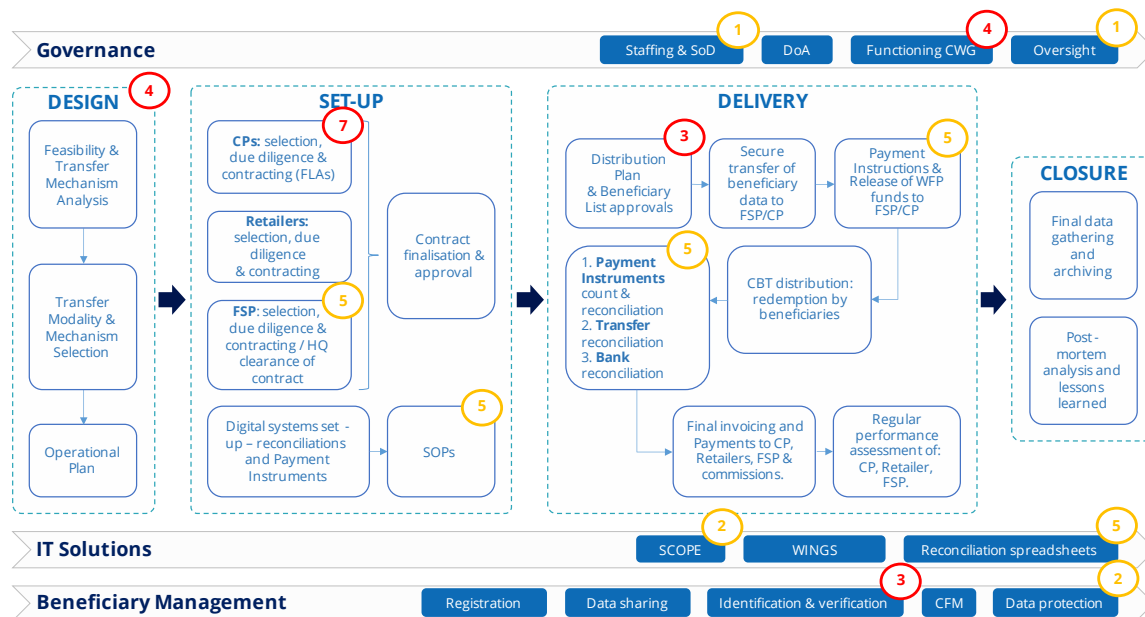 Governance
Staffing & SoD
1
DoA
Functioning CWG
4
Oversight
1
DESIGN
4
Feasibility &
Transfer
Mechanism
Analysis
Transfer
Modality &
Mechanism
Selection
Operational
Plan
SET-UP
7
CPs: selection,
due diligence &
contracting (FLAs)
Retailers:
selection, due
diligence
& contracting
5
FSP: selection,
due diligence &
contracting / HQ
clearance of
contract
Contract
finalisation &
approval
Digital systems set -
up – reconciliations
and Payment
Instruments
5
SOPs
DELIVERY
3
Distribution
Plan
& Beneficiary
List approvals
Secure
transfer of
beneficiary
data to
FSP/CP
5
Payment
Instructions &
Release of WFP
funds to
FSP/CP
5
1. Payment
Instruments
count &
reconciliation
2. Transfer
reconciliation
3. Bank
reconciliation
CBT distribution:
redemption by
beneficiaries
Final invoicing and
Payments to CP,
Retailers, FSP &
commissions.
Regular
performance
assessment of:
CP, Retailer,
FSP.
CLOSURE
Final data
gathering
and
archiving
Post -
mortem
analysis and
lessons
learned
IT Solutions
SCOPE
2
WINGS
Reconciliation spreadsheets
5
Beneficiary Management
Registration
Data sharing
Identification & verification
3
CFM
Data protection
2